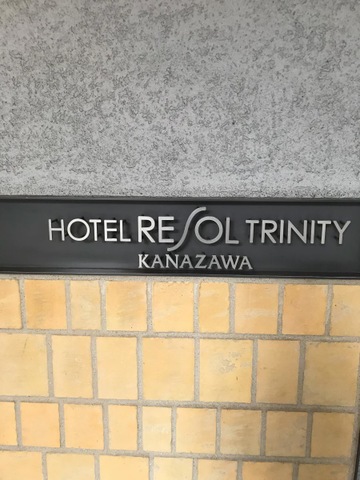 HOTEL RESOL TRINITY
KANAZAWA